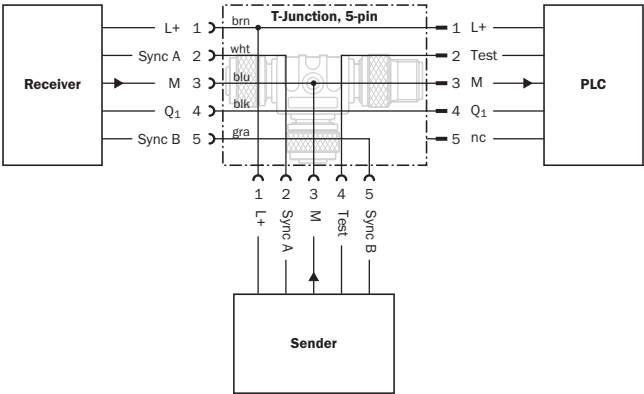 T-Junction, 5-pin
L+ 1 brn 1 L+
Sync A 2 wht 2 Test
Receiver M 3 blu 3 M PLC
Q1 4 blk 4 Q1
Sync B 5 gra 5 nc
1 2 3 4 5
L+ Sync A M Test Sync B
Sender